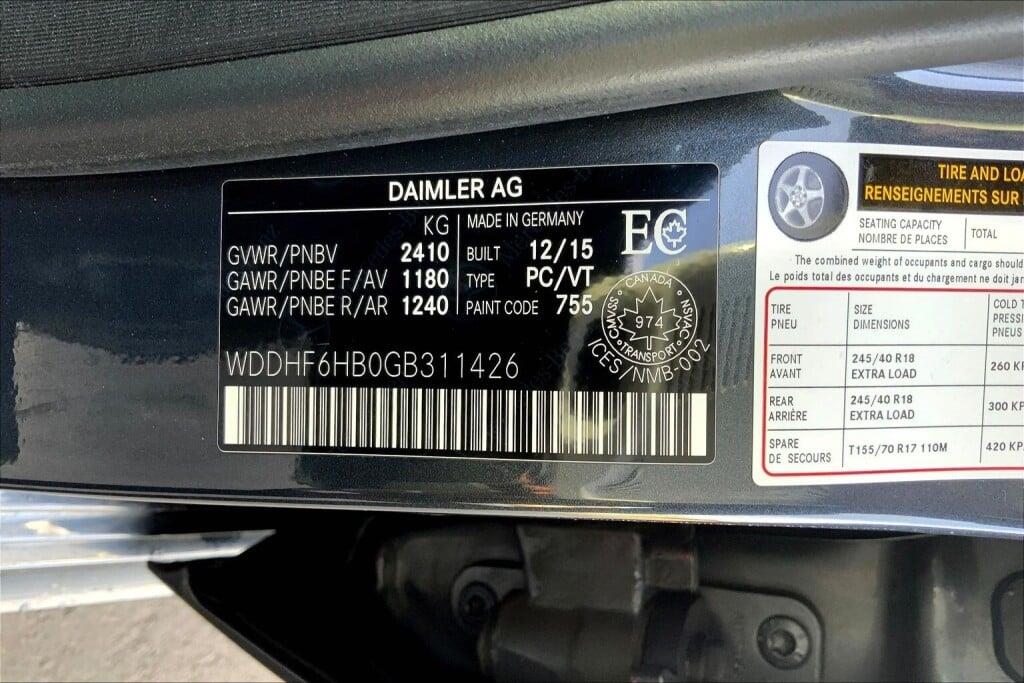 DAIMLER AG
KG
GVWR/PNBV 2410
GAWR/PNBE F/AV 1180
GAWR/PNBE R/AR 1240
MADE IN GERMANY
BUILT 12/15
TYPE PC/VT
PAINT CODE 755
EC
CANADA
974
TRANSPORT
NSVAC
CMVSS
ICES/NMB-002
WDDHF6HB0GB311426
TIRE AND LOA
RENSEIGNEMENTS SUR
SEATING CAPACITY
NOMBRE DE PLACES
TOTAL
The combined weight of occupants and cargo should
Le poids total des occupants et du chargement ne doit jam
TIRE
PNEU
SIZE
DIMENSIONS
COLD T
PRESSI
PNEUS
FRONT
AVANT
245/40 R18
EXTRA LOAD
260 KP
REAR
ARRIÈRE
245/40 R18
EXTRA LOAD
300 KP
SPARE
DE SECOURS
T155/70 R17 110M
420 KP